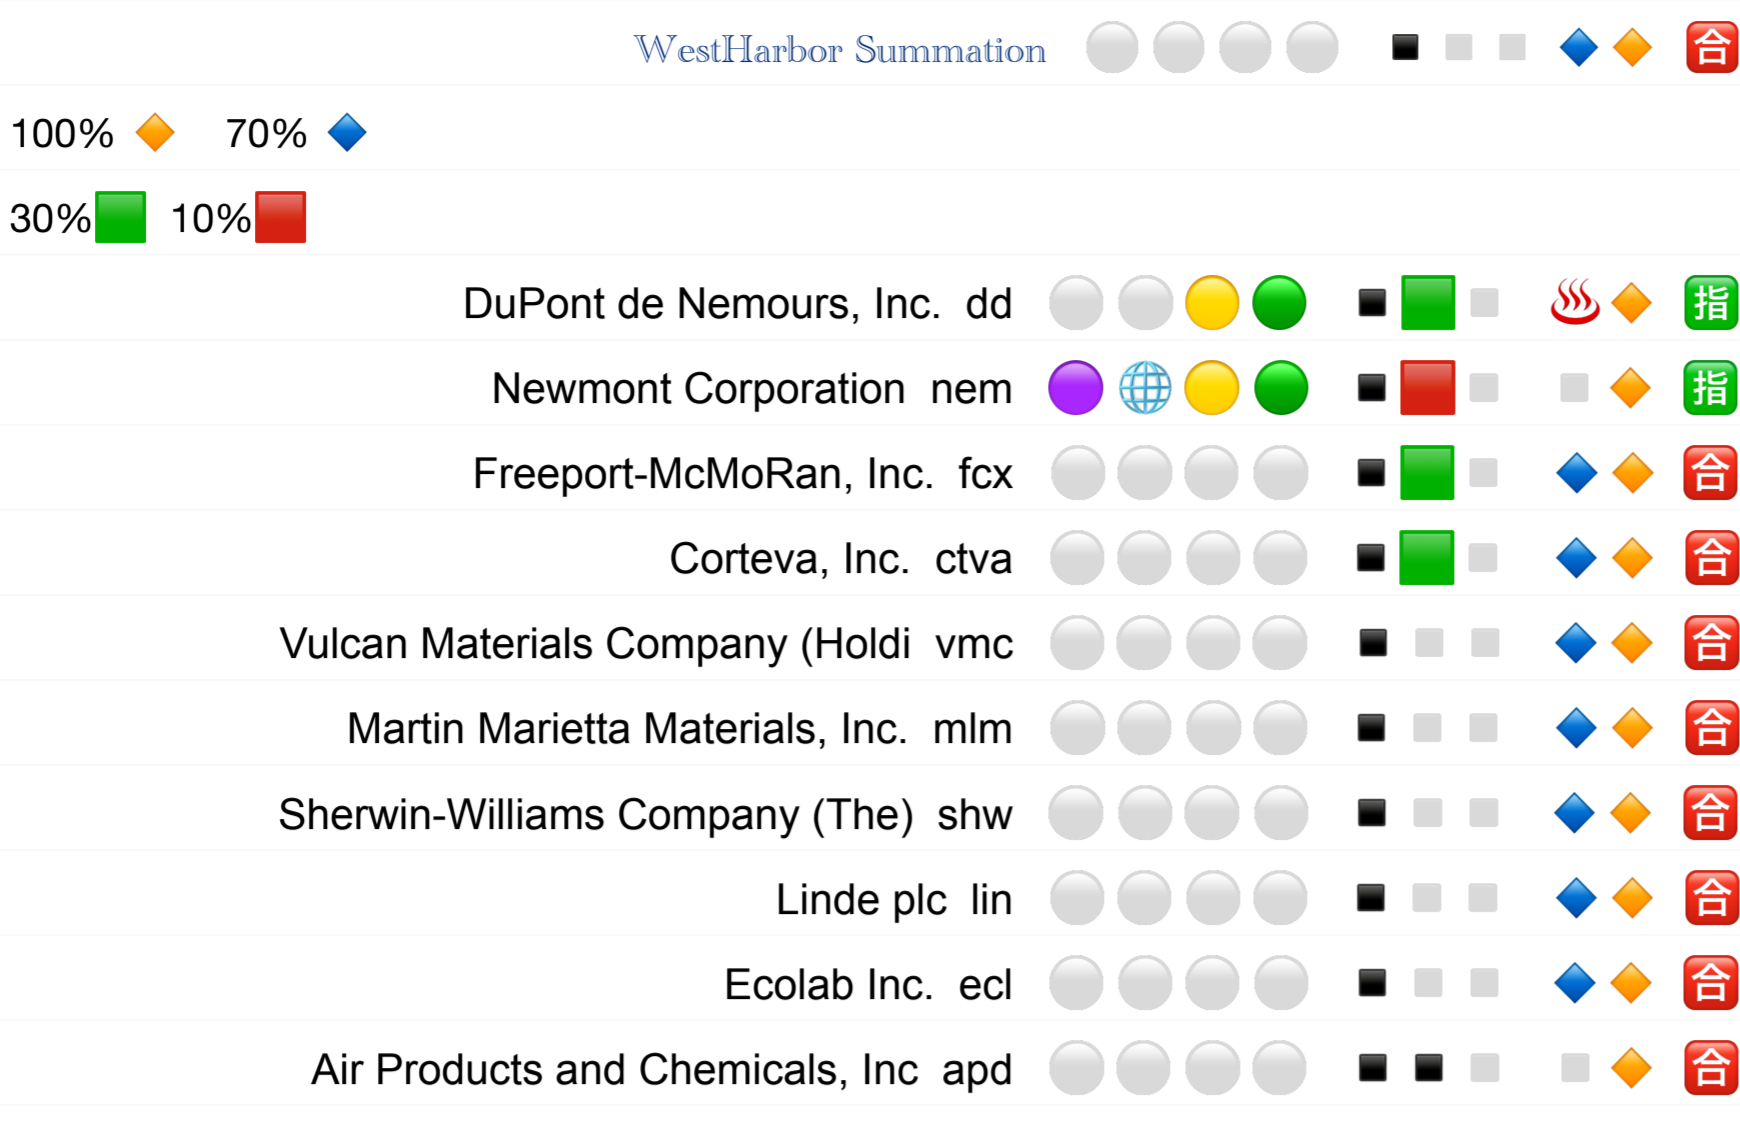 WestHarbor Summation 合
100% 70%
30% 10%
DuPont de Nemours, Inc. dd 指
Newmont Corporation nem 指
Freeport-McMoRan, Inc. fcx 合
Corteva, Inc. ctva 合
Vulcan Materials Company (Holdi vmc 合
Martin Marietta Materials, Inc. mlm 合
Sherwin-Williams Company (The) shw 合
Linde plc lin 合
Ecolab Inc. ecl 合
Air Products and Chemicals, Inc apd 合